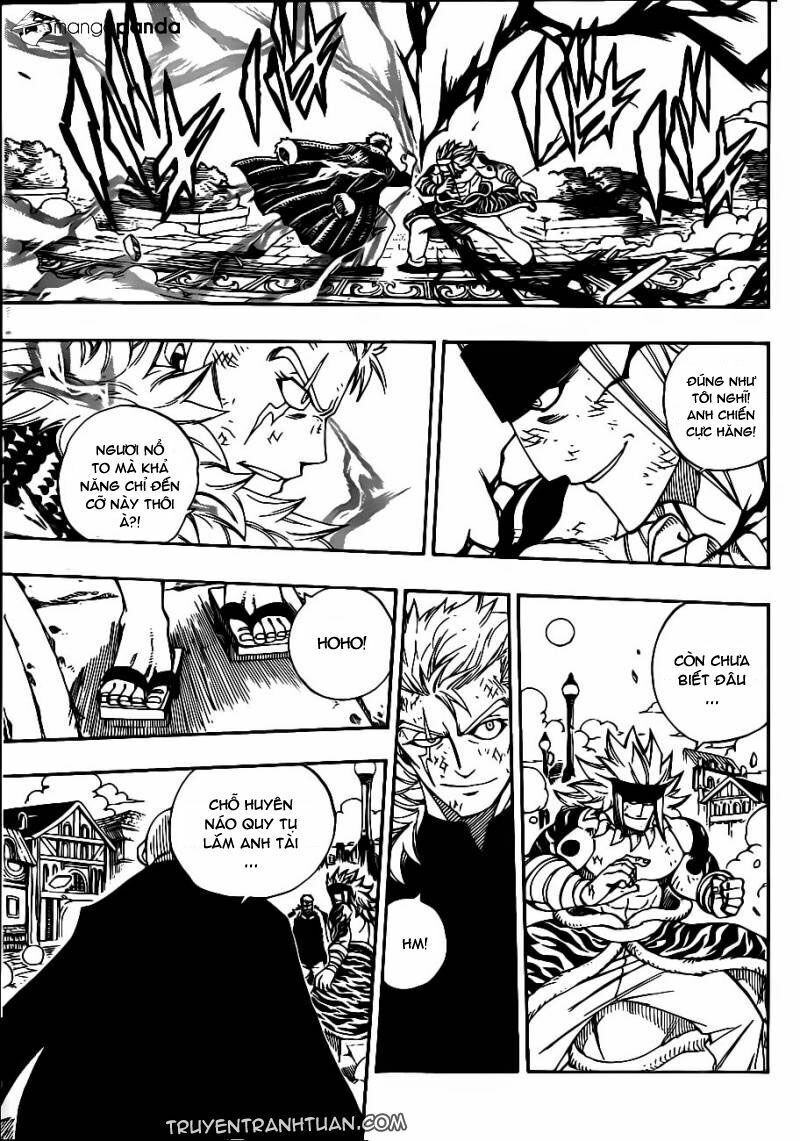 mangapanda
ĐÚNG NHƯ
TÔI NGHĨ!
ANH CHIẾN
CỰC HĂNG!
NGƯƠI NỔ
TO MÀ KHẢ
NĂNG CHỈ ĐẾN
CỠ NÀY THÔI
À?!
CÒN CHƯA
BIẾT ĐÂU
...
HM!
HOHO!
CHỖ HUYÊN
NÁO QUY TỤ
LẮM ANH TÀI
...
TRUYENTRANHTUAN.COM